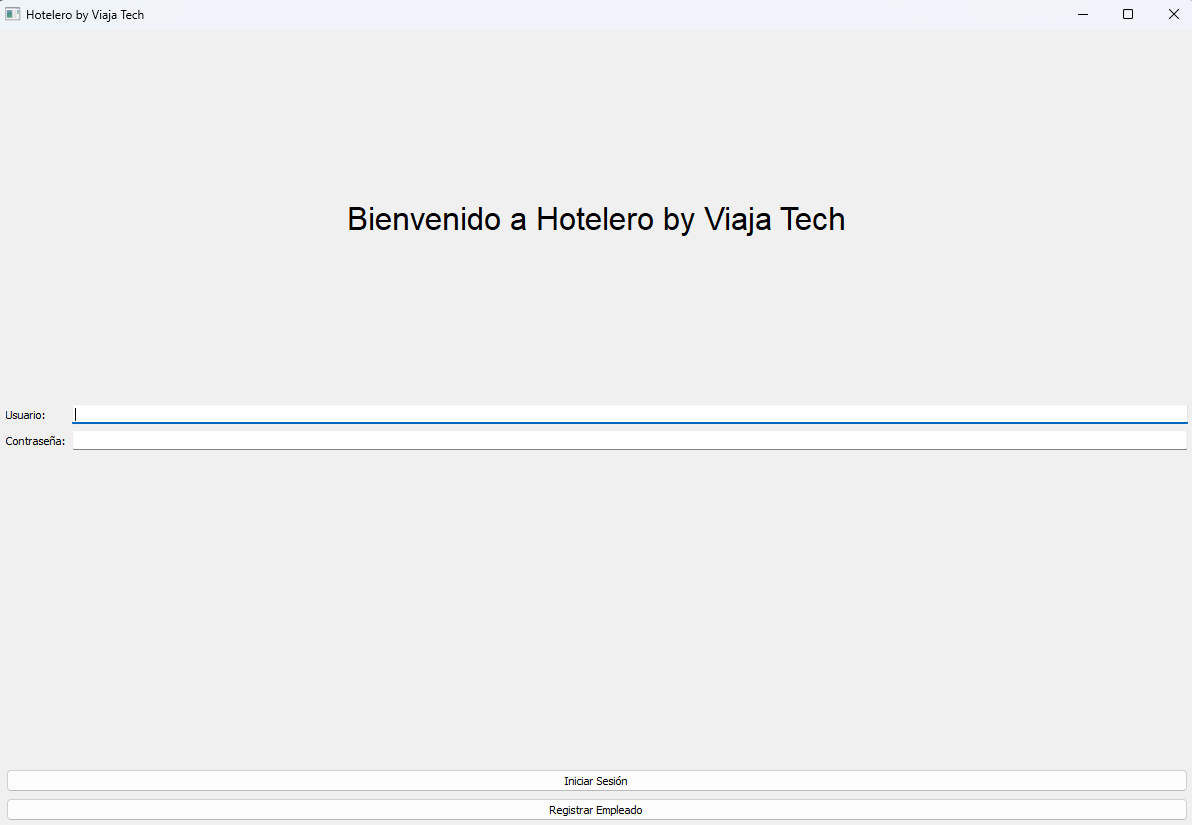 Hotelero by Viaja Tech
Bienvenido a Hotelero by Viaja Tech
Usuario:
Contraseña:
Iniciar Sesión
Registrar Empleado